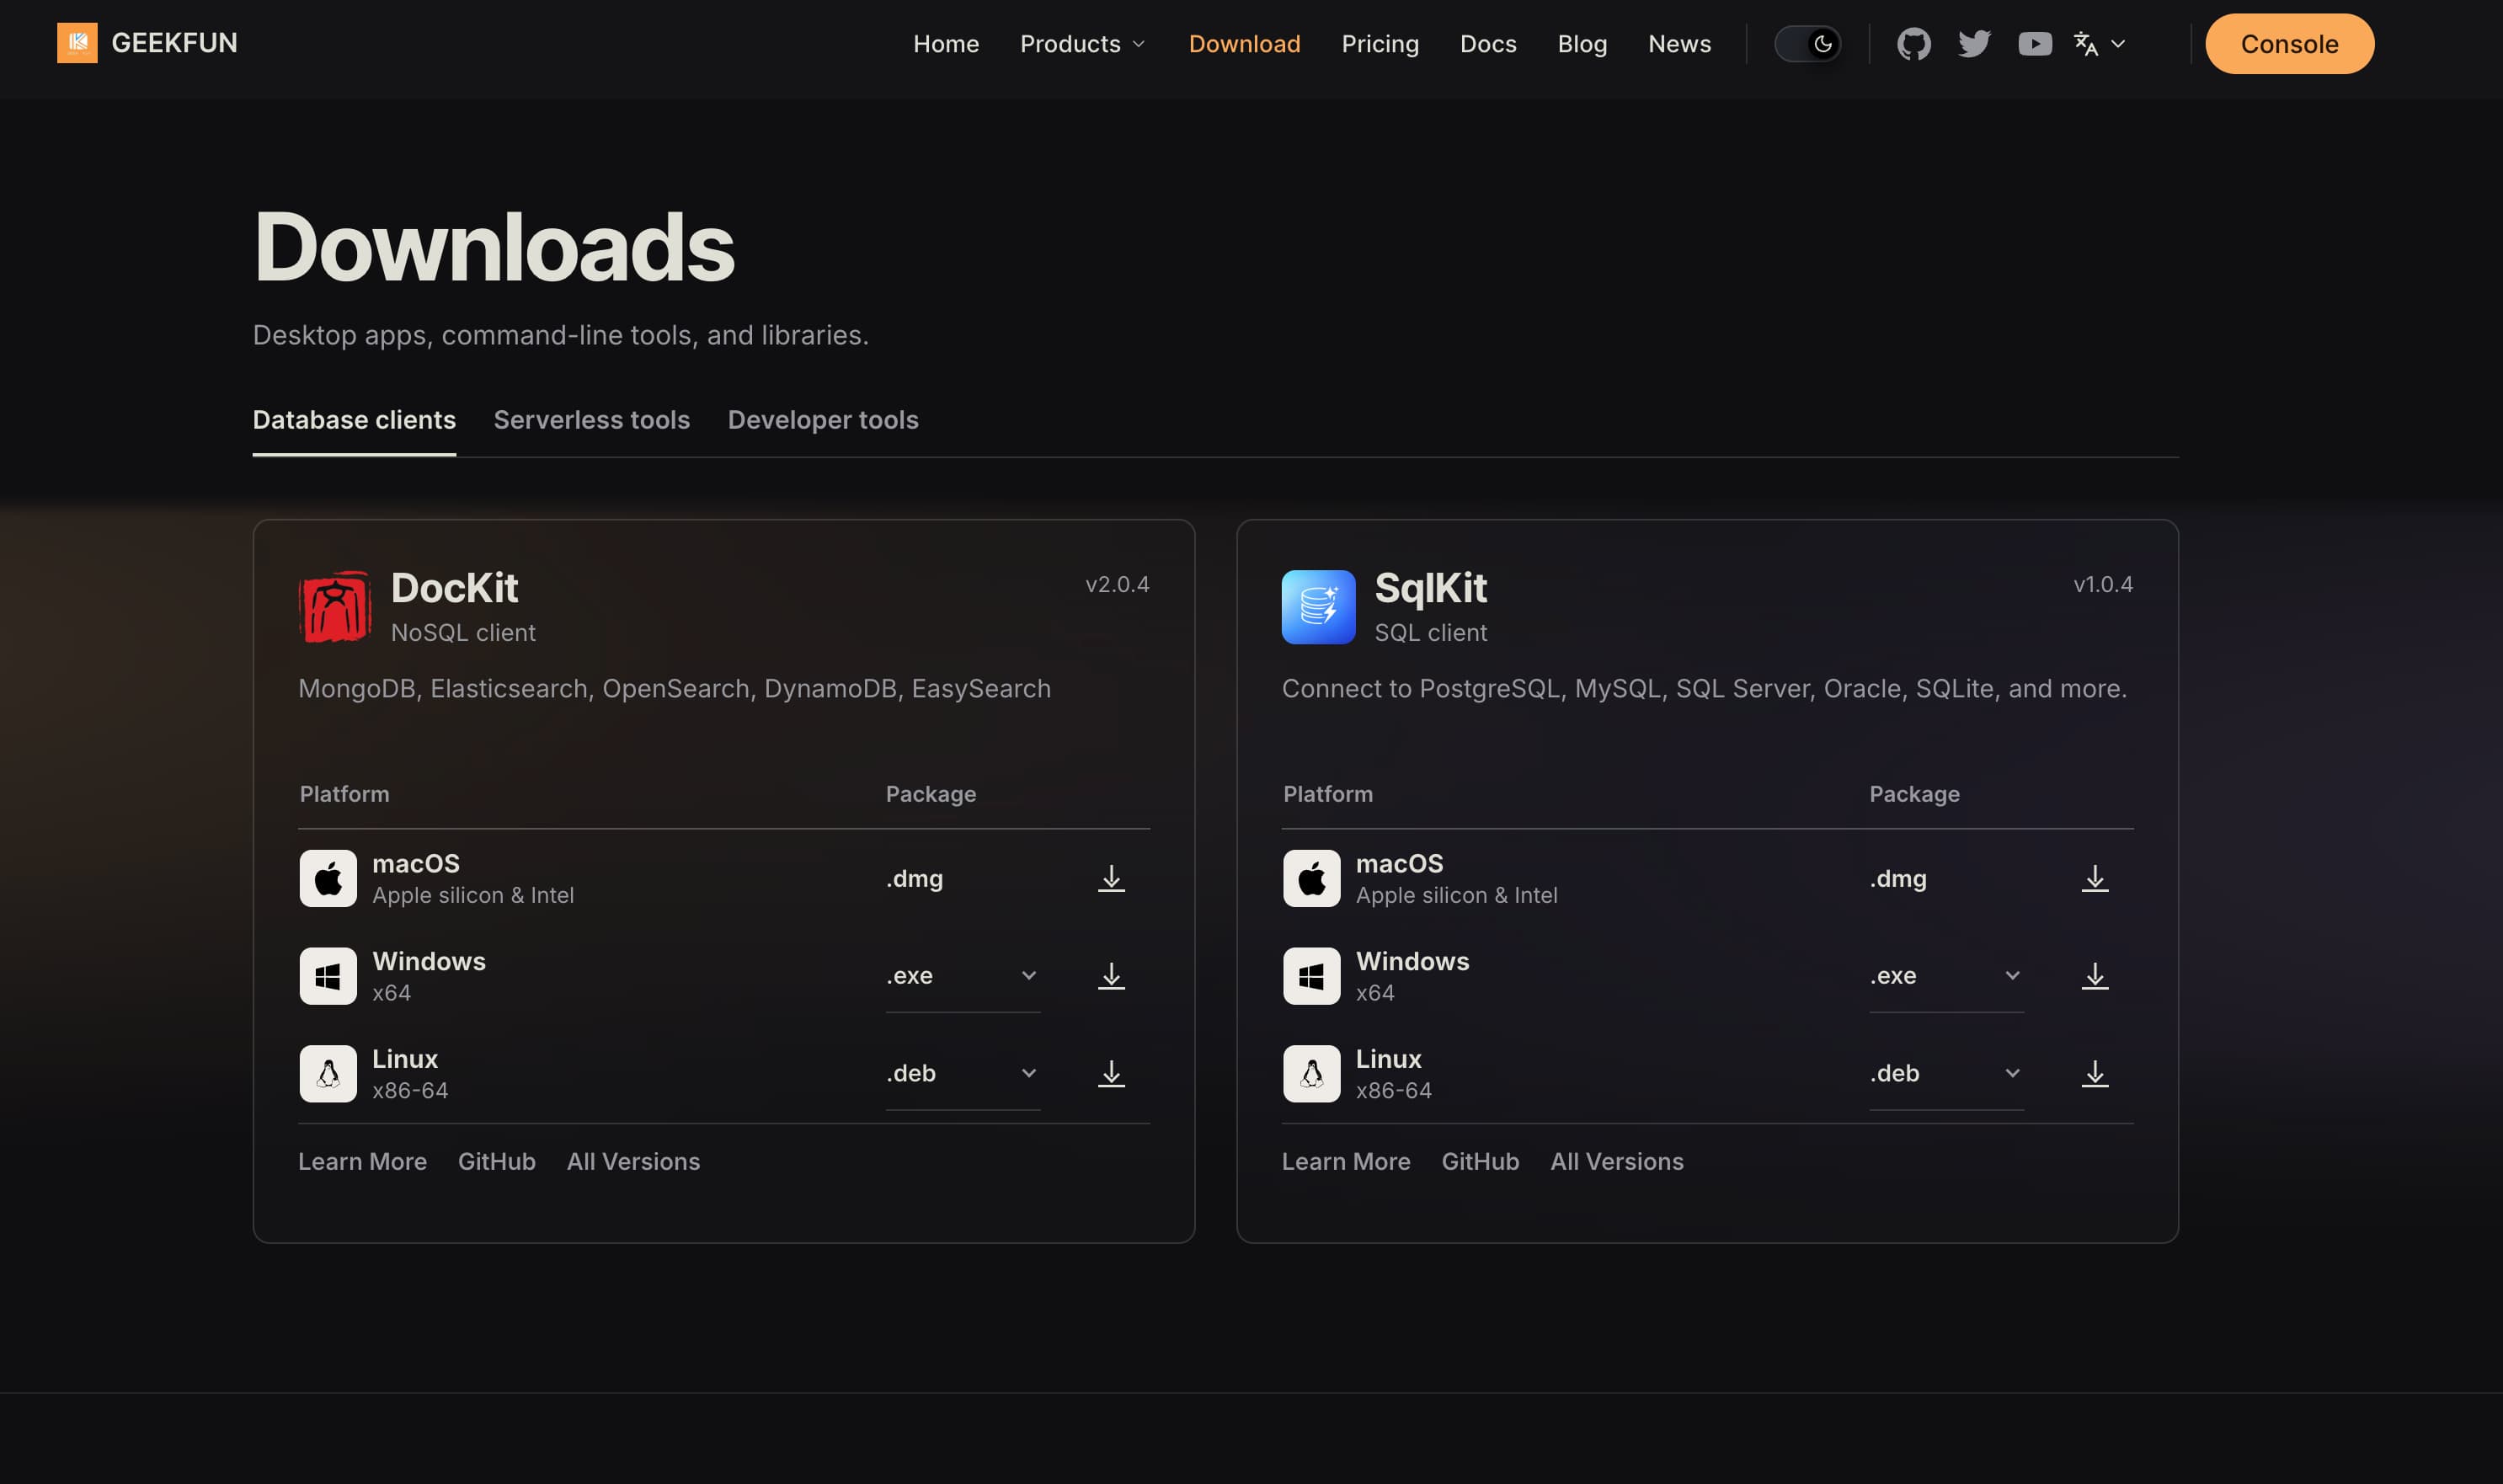 GEEKFUN
Home Products Download Pricing Docs Blog News Console
Downloads
Desktop apps, command-line tools, and libraries.
Database clients Serverless tools Developer tools
DocKit v2.0.4
NoSQL client
MongoDB, Elasticsearch, OpenSearch, DynamoDB, EasySearch
Platform Package
macOS .dmg
Apple silicon & Intel
Windows .exe
x64
Linux .deb
x86-64
Learn More GitHub All Versions
SqlKit v1.0.4
SQL client
Connect to PostgreSQL, MySQL, SQL Server, Oracle, SQLite, and more.
Platform Package
macOS .dmg
Apple silicon & Intel
Windows .exe
x64
Linux .deb
x86-64
Learn More GitHub All Versions